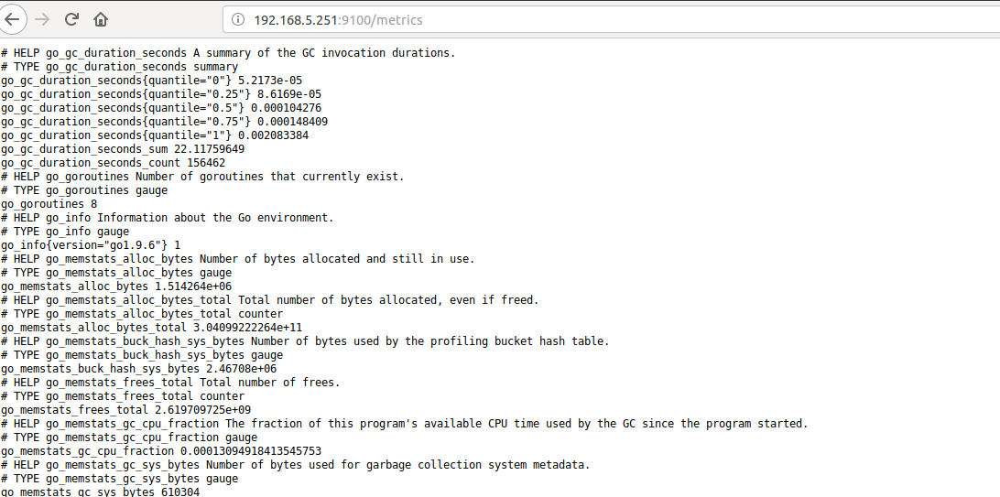 192.168.5.251:9100/metrics
# HELP go_gc_duration_seconds A summary of the GC invocation durations.
# TYPE go_gc_duration_seconds summary
go_gc_duration_seconds{quantile="0"} 5.2173e-05
go_gc_duration_seconds{quantile="0.25"} 8.6169e-05
go_gc_duration_seconds{quantile="0.5"} 0.000104276
go_gc_duration_seconds{quantile="0.75"} 0.000148409
go_gc_duration_seconds{quantile="1"} 0.002083384
go_gc_duration_seconds_sum 22.11759649
go_gc_duration_seconds_count 156462
# HELP go_goroutines Number of goroutines that currently exist.
# TYPE go_goroutines gauge
go_goroutines 8
# HELP go_info Information about the Go environment.
# TYPE go_info gauge
go_info{version="go1.9.6"} 1
# HELP go_memstats_alloc_bytes Number of bytes allocated and still in use.
# TYPE go_memstats_alloc_bytes gauge
go_memstats_alloc_bytes 1.514264e+06
# HELP go_memstats_alloc_bytes_total Total number of bytes allocated, even if freed.
# TYPE go_memstats_alloc_bytes_total counter
go_memstats_alloc_bytes_total 3.04099222264e+11
# HELP go_memstats_buck_hash_sys_bytes Number of bytes used by the profiling bucket hash table.
# TYPE go_memstats_buck_hash_sys_bytes gauge
go_memstats_buck_hash_sys_bytes 2.46708e+06
# HELP go_memstats_frees_total Total number of frees.
# TYPE go_memstats_frees_total counter
go_memstats_frees_total 2.619709725e+09
# HELP go_memstats_gc_cpu_fraction The fraction of this program's available CPU time used by the GC since the program started.
# TYPE go_memstats_gc_cpu_fraction gauge
go_memstats_gc_cpu_fraction 0.00013094918413545753
# HELP go_memstats_gc_sys_bytes Number of bytes used for garbage collection system metadata.
# TYPE go_memstats_gc_sys_bytes gauge
go_memstats_gc_sys_bytes 610304